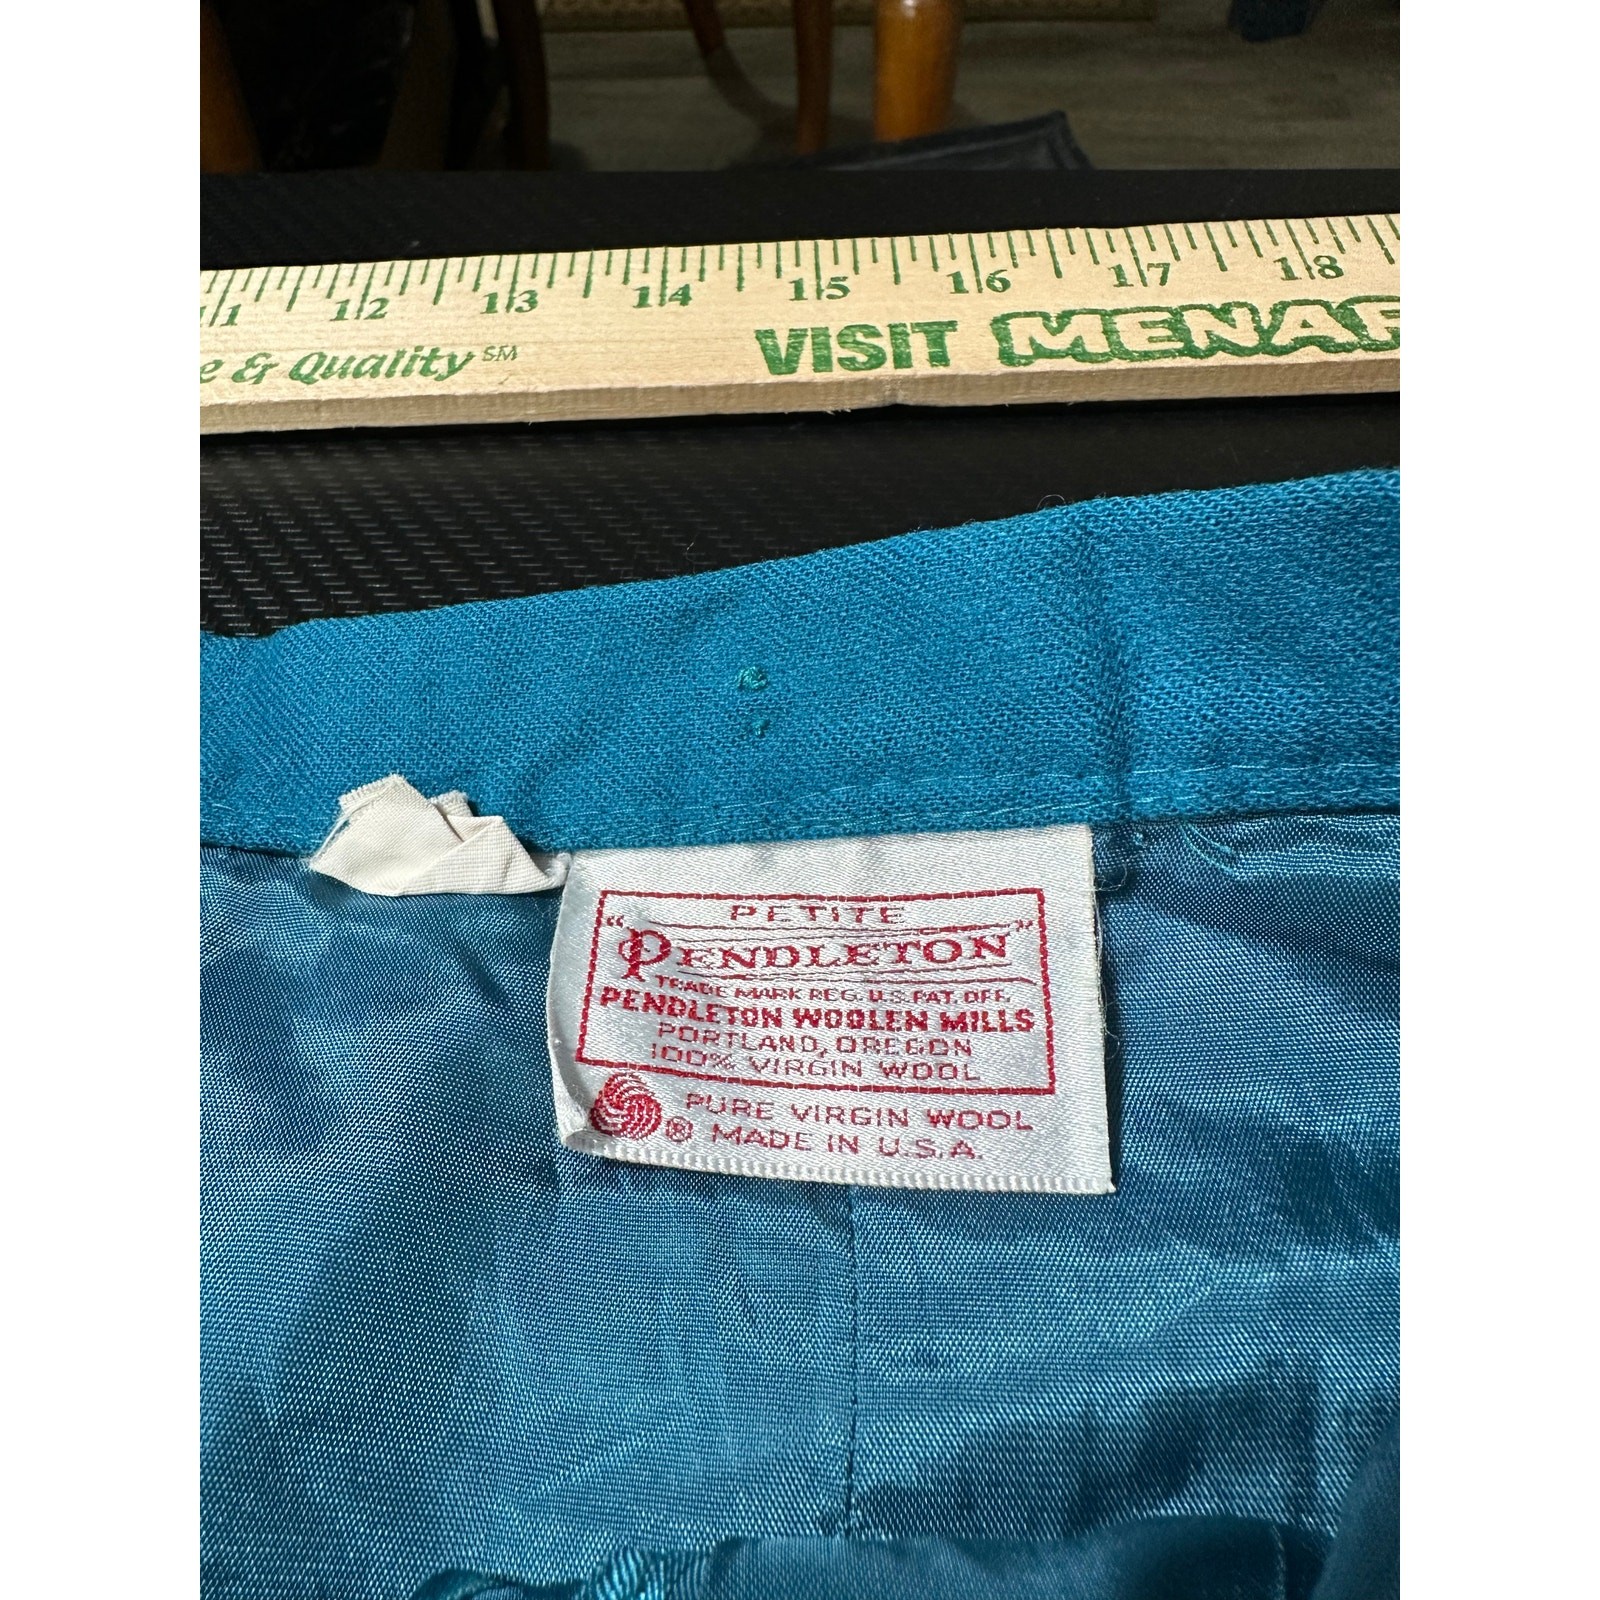 11 12 13 14 15 16 17 18
e & Quality SM VISIT MENAR
PETITE
"PENDLETON"
TRADE MARK REG. U.S. PAT. OFF.
PENDLETON WOOLEN MILLS
PORTLAND, OREGON
100% VIRGIN WOOL
PURE VIRGIN WOOL
® MADE IN U.S.A.